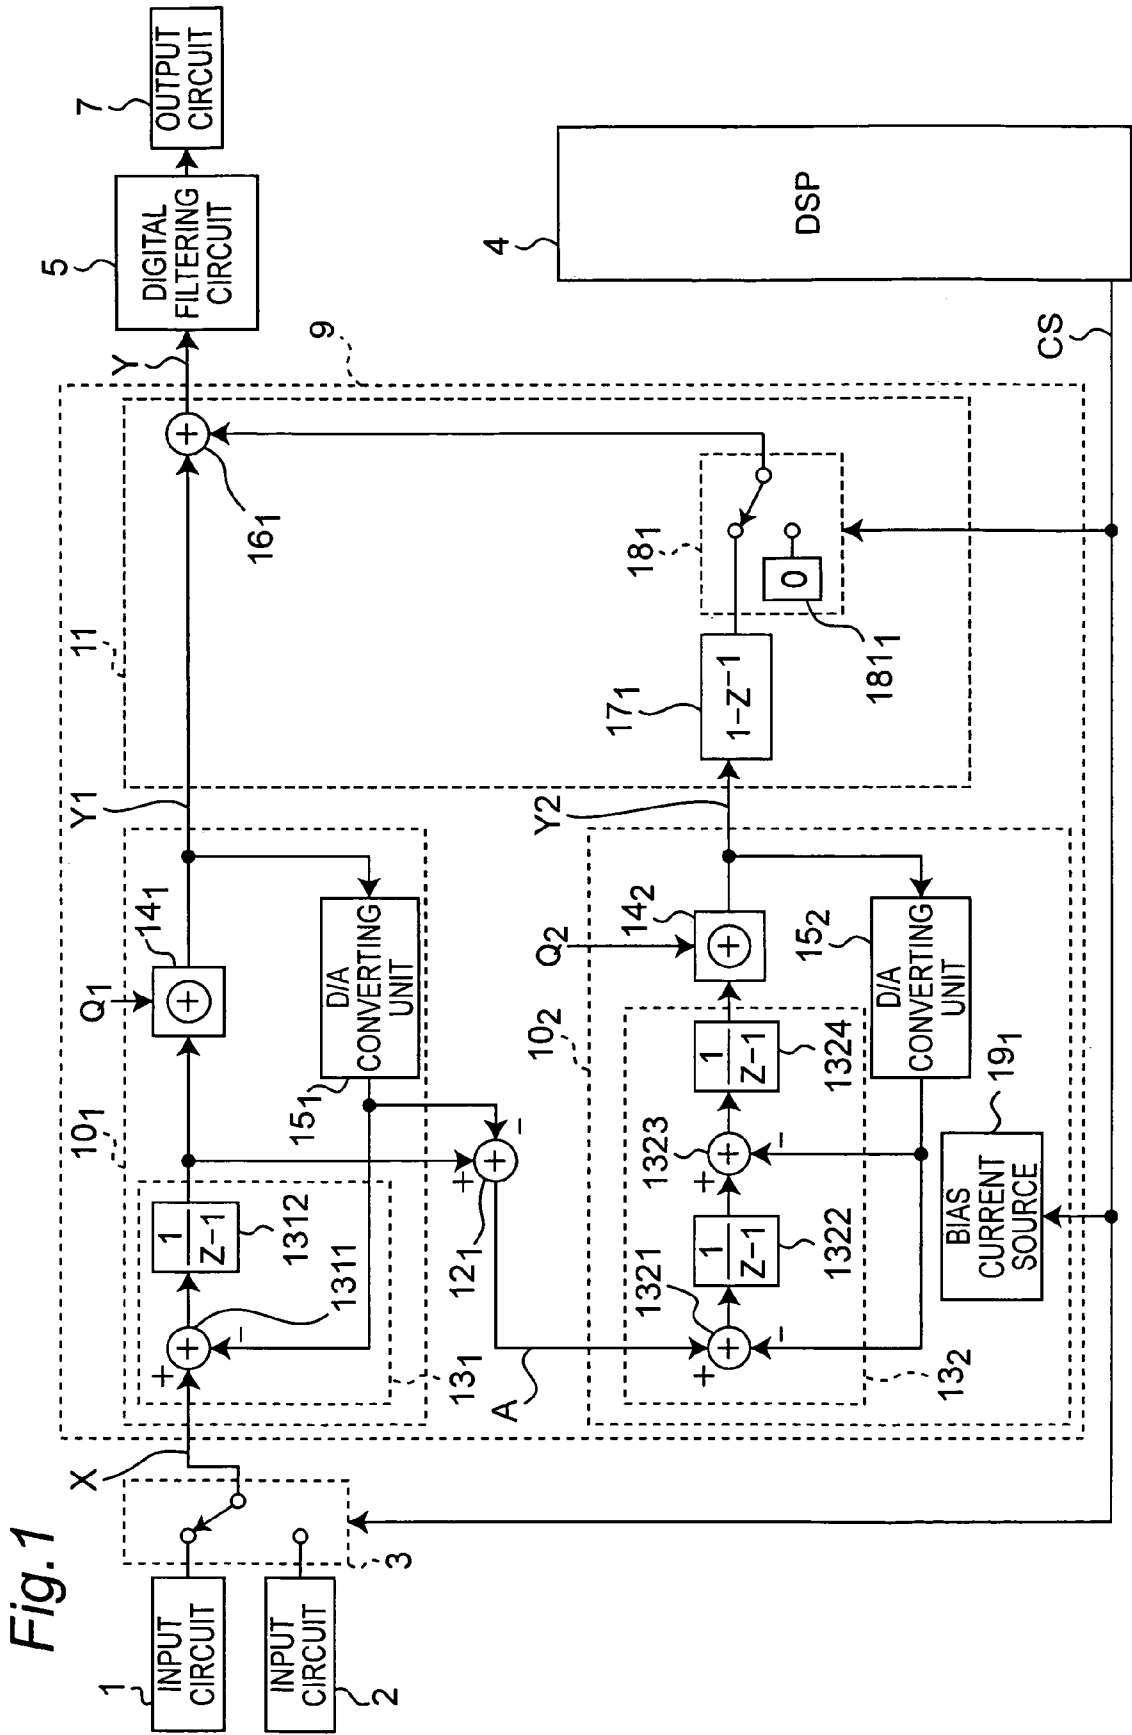 Fig.1
1
INPUT
CIRCUIT
2
INPUT
CIRCUIT
3
X
9
10₁
13₁
+
+
−
1311
1
Z−1
1312
Q1
14₁
+
15₁
D/A
CONVERTING
UNIT
Y1
12₁
+
+
−
A
10₂
13₂
1321
+
+
−
1
Z−1
1322
1323
+
+
−
1
Z−1
1324
Q2
14₂
+
15₂
D/A
CONVERTING
UNIT
19₁
BIAS
CURRENT
SOURCE
Y2
11
17₁
1−Z⁻¹
18₁
0
181₁
16₁
+
Y
5
DIGITAL
FILTERING
CIRCUIT
7
OUTPUT
CIRCUIT
4
DSP
CS